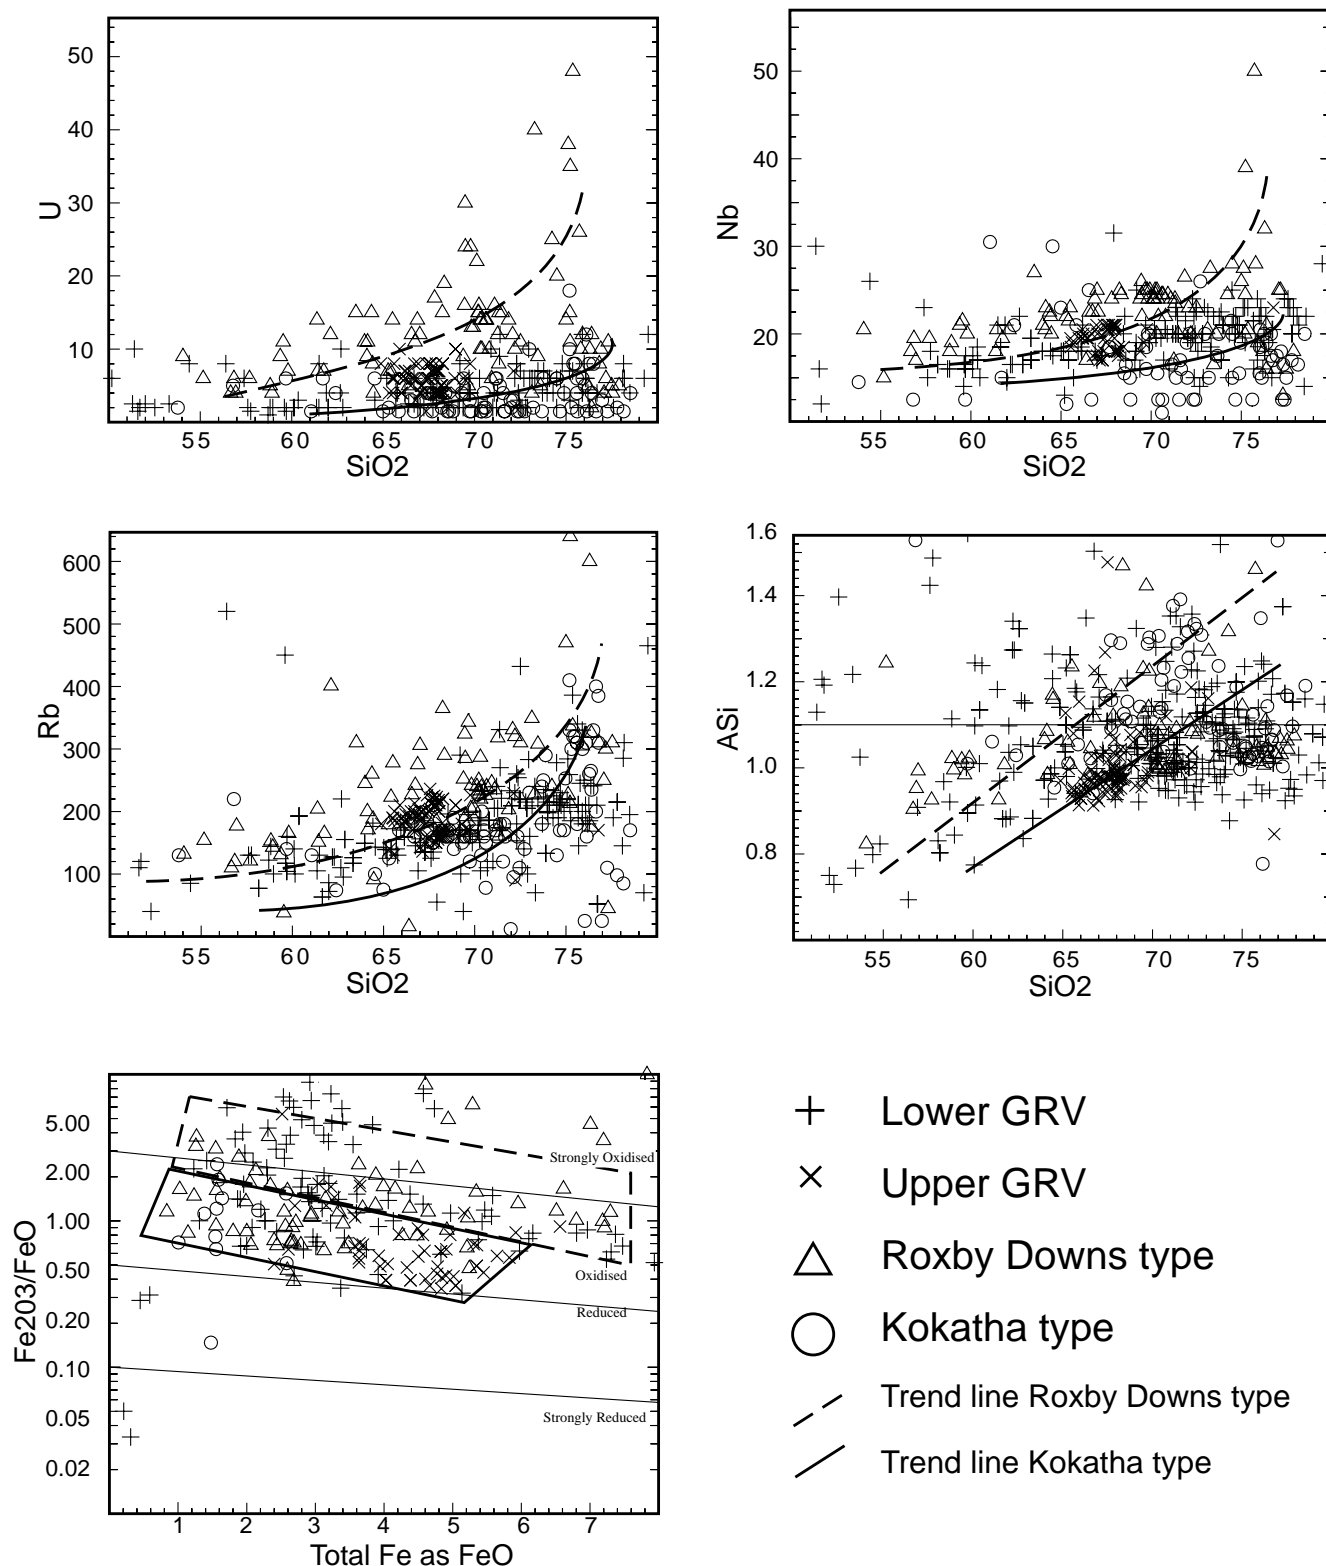 50
40
30
20
10
U
55 60 65 70 75
SiO2
50
40
30
20
Nb
55 60 65 70 75
SiO2
600
500
400
300
200
100
Rb
55 60 65 70 75
SiO2
1.6
1.4
1.2
1.0
0.8
ASi
55 60 65 70 75
SiO2
5.00
2.00
1.00
0.50
0.20
0.10
0.05
0.02
Fe203/FeO
Strongly Oxidised
Oxidised
Reduced
Strongly Reduced
1 2 3 4 5 6 7
Total Fe as FeO
Lower GRV
Upper GRV
Roxby Downs type
Kokatha type
Trend line Roxby Downs type
Trend line Kokatha type